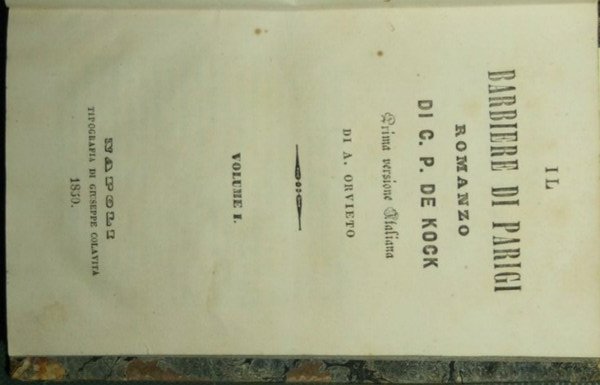 IL
BARBIERE DI PARIGI
ROMANZO
DI C. P. DE KOCK
Prima versione Italiana
DI A. ORVIETO
VOLUME I.
NAPOLI
TIPOGRAFIA DI GIUSEPPE COLAVITÀ
1850.